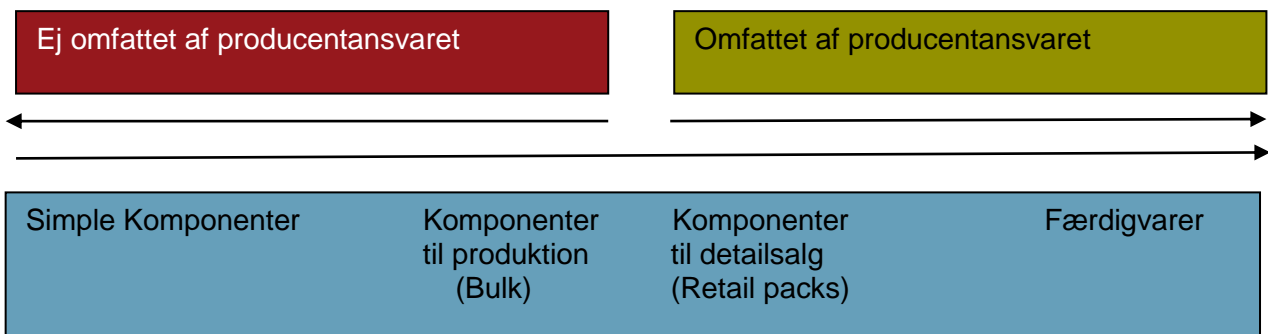 Ej omfattet af producentansvaret
Omfattet af producentansvaret
Simple Komponenter
Komponenter
til produktion
(Bulk)
Komponenter
til detailsalg
(Retail packs)
Færdigvarer